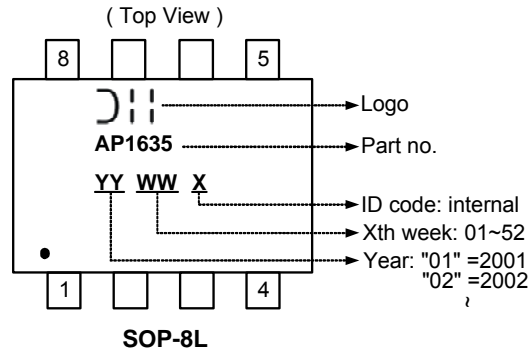 ( Top View )
8 5
Logo
AP1635
Part no.
YY WW X
ID code: internal
Xth week: 01~52
Year: "01" =2001
"02" =2002
~
1 4
SOP-8L